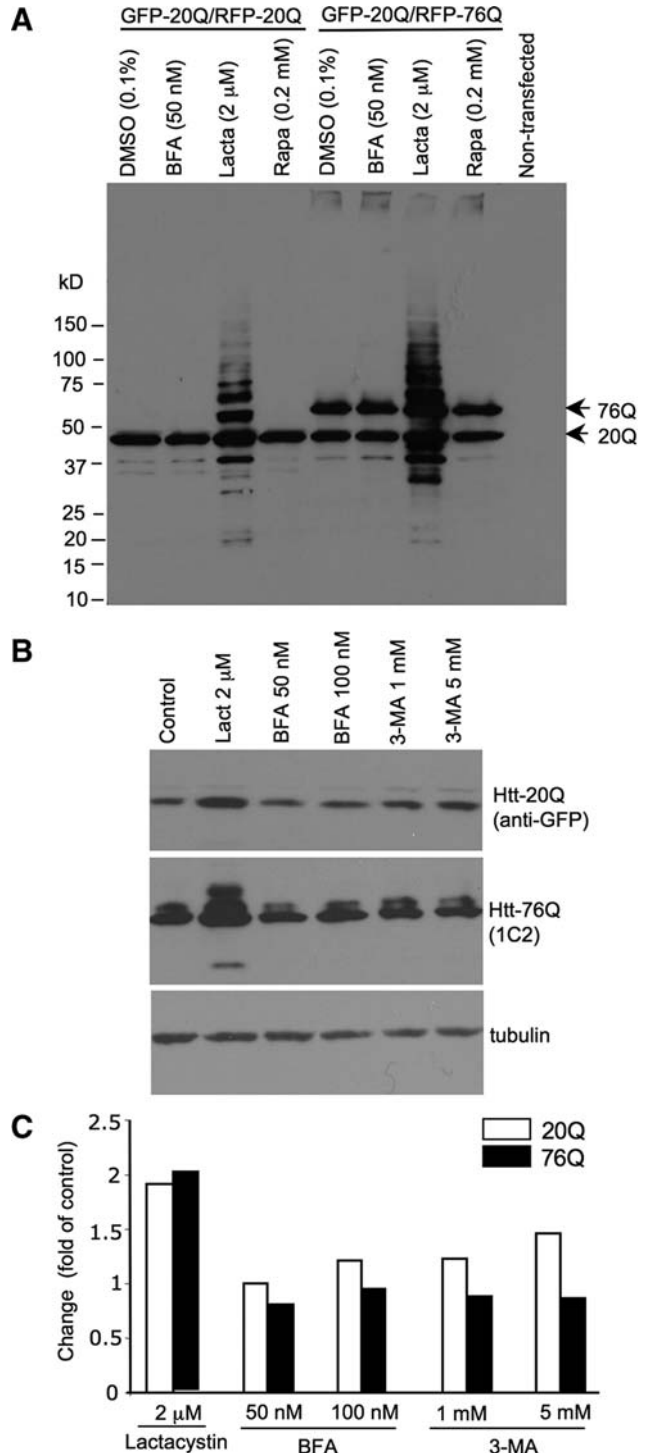 A
GFP-20Q/RFP-20Q GFP-20Q/RFP-76Q
DMSO (0.1%)
BFA (50 nM)
Lacta (2 μM)
Rapa (0.2 mM)
DMSO (0.1%)
BFA (50 nM)
Lacta (2 μM)
Rapa (0.2 mM)
Non-transfected
kD
150
100
75
50
37
25
20
15
10
76Q
20Q
B
Control
Lact 2 μM
BFA 50 nM
BFA 100 nM
3-MA 1 mM
3-MA 5 mM
Htt-20Q
(anti-GFP)
Htt-76Q
(1C2)
tubulin
C
Change (fold of control)
2.5
2
1.5
1
0.5
0
20Q
76Q
2 μM 50 nM 100 nM 1 mM 5 mM
Lactacystin BFA 3-MA